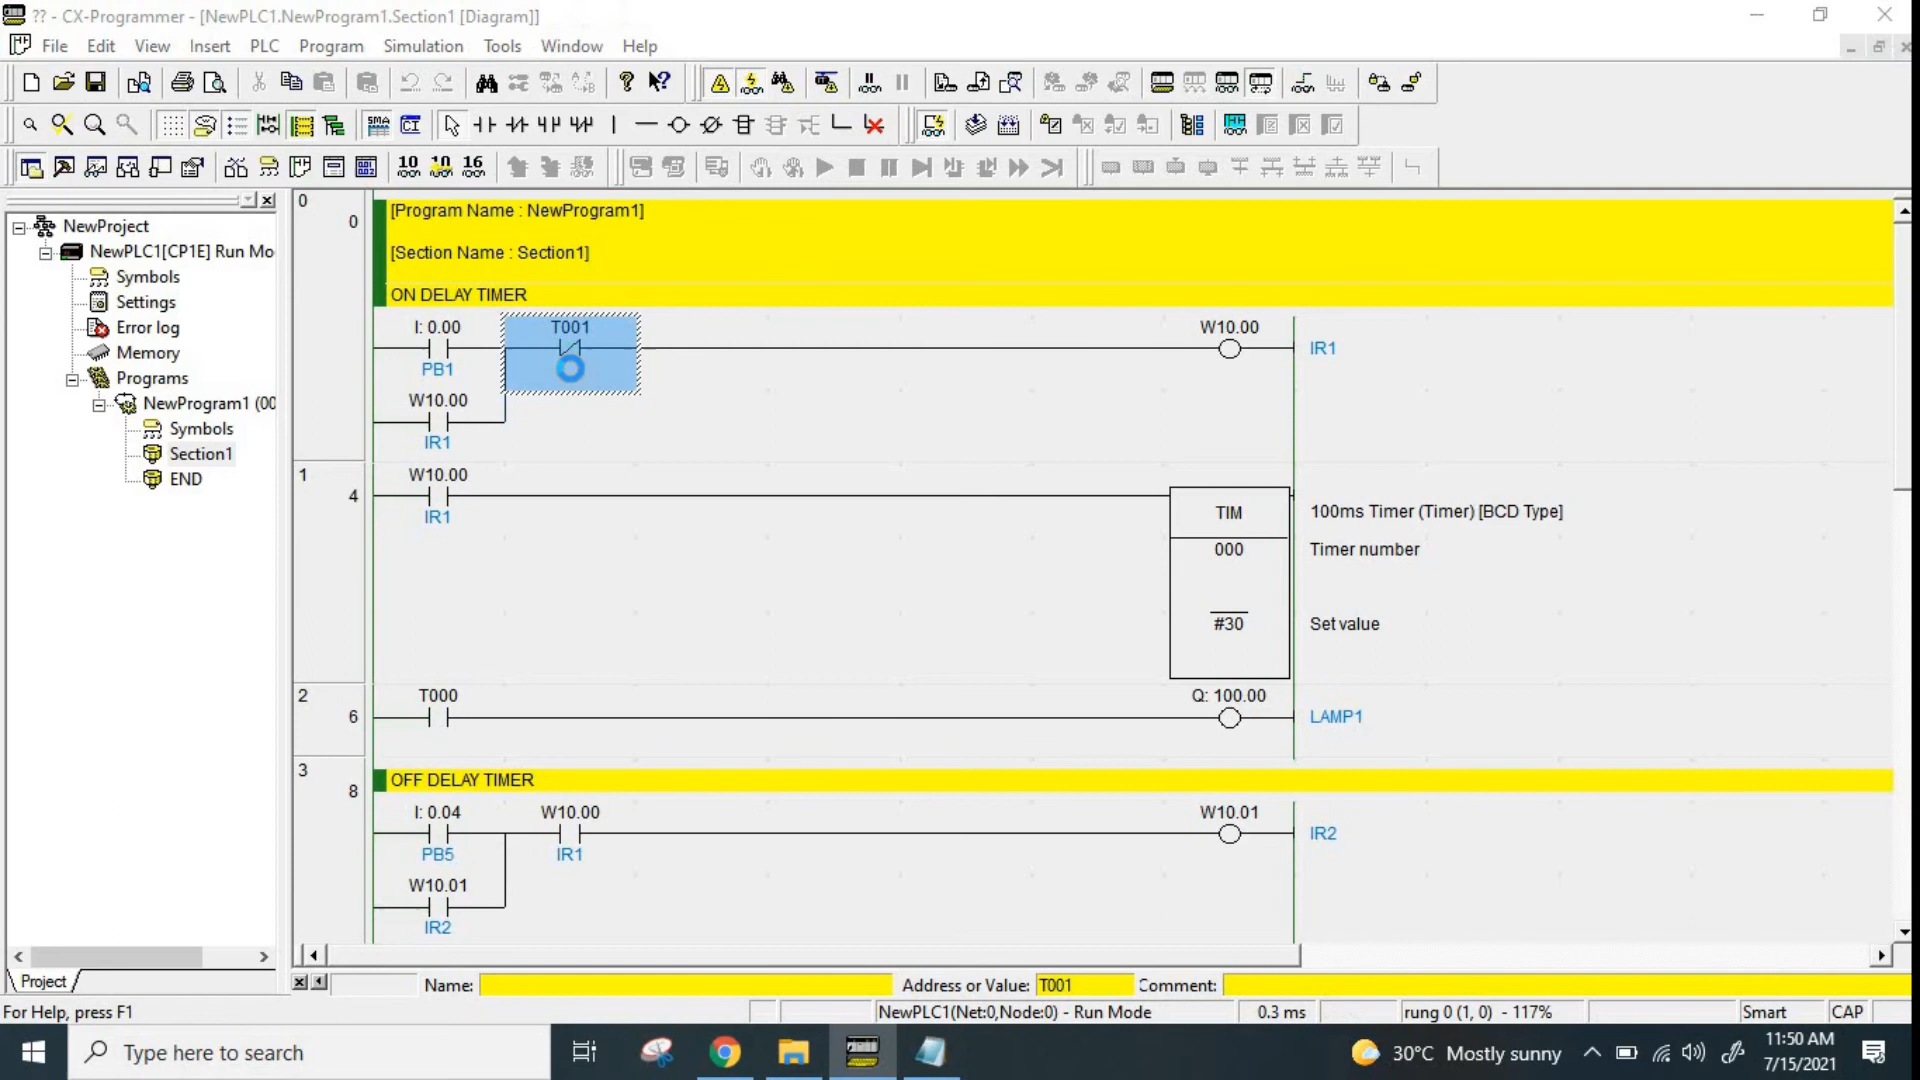 ?? - CX-Programmer - [NewPLC1.NewProgram1.Section1 [Diagram]]
File Edit View Insert PLC Program Simulation Tools Window Help
SMA CI
10 10 16
NewProject
NewPLC1[CP1E] Run Mo
Symbols
Settings
Error log
Memory
Programs
NewProgram1 (00
Symbols
Section1
END
Project
0
0
[Program Name : NewProgram1]
[Section Name : Section1]
ON DELAY TIMER
I: 0.00 T001 W10.00
IR1
PB1
W10.00
IR1
1
4
W10.00
IR1
TIM 100ms Timer (Timer) [BCD Type]
000 Timer number
#30 Set value
2
6
T000 Q: 100.00
LAMP1
3
8
OFF DELAY TIMER
I: 0.04 W10.00 W10.01
IR2
PB5 IR1
W10.01
IR2
Name: Address or Value: T001 Comment:
For Help, press F1 NewPLC1(Net:0,Node:0) - Run Mode 0.3 ms rung 0 (1, 0) - 117% Smart CAP
Type here to search 30°C Mostly sunny 11:50 AM
7/15/2021